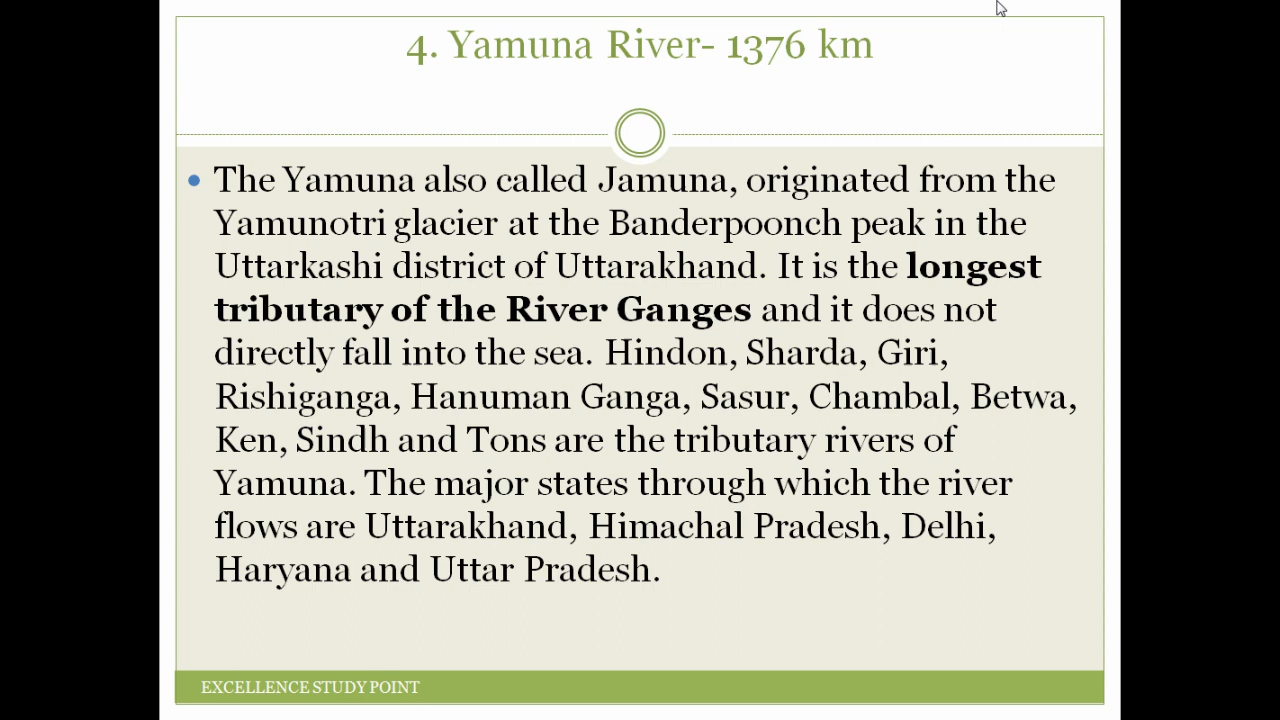 4. Yamuna River- 1376 km
• The Yamuna also called Jamuna, originated from the
Yamunotri glacier at the Banderpoonch peak in the
Uttarkashi district of Uttarakhand. It is the longest
tributary of the River Ganges and it does not
directly fall into the sea. Hindon, Sharda, Giri,
Rishiganga, Hanuman Ganga, Sasur, Chambal, Betwa,
Ken, Sindh and Tons are the tributary rivers of
Yamuna. The major states through which the river
flows are Uttarakhand, Himachal Pradesh, Delhi,
Haryana and Uttar Pradesh.
EXCELLENCE STUDY POINT